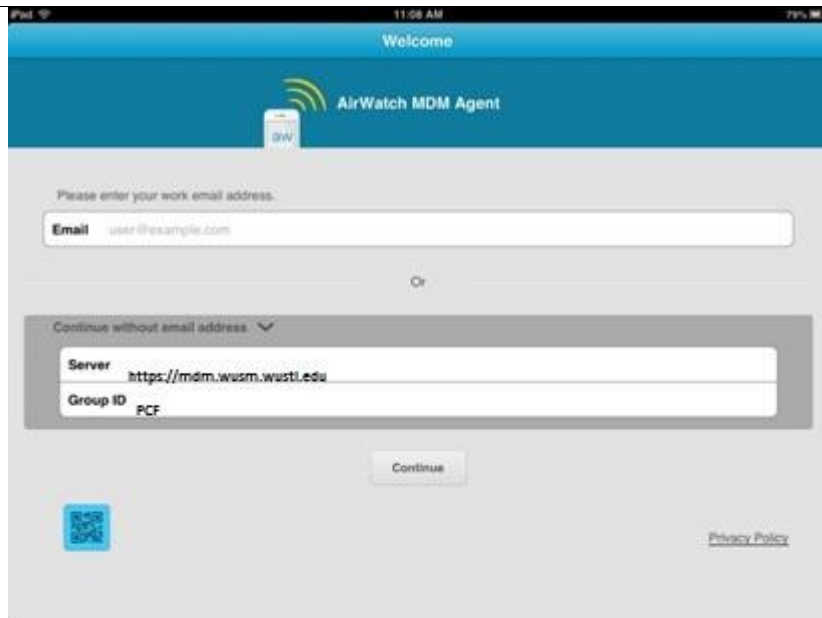 iPad 11:08 AM 79%
Welcome
AirWatch MDM Agent
aw
Please enter your work email address.
Email user@example.com
Or
Continue without email address
Server https://mdm.wusm.wustl.edu
Group ID PCF
Continue
Privacy Policy